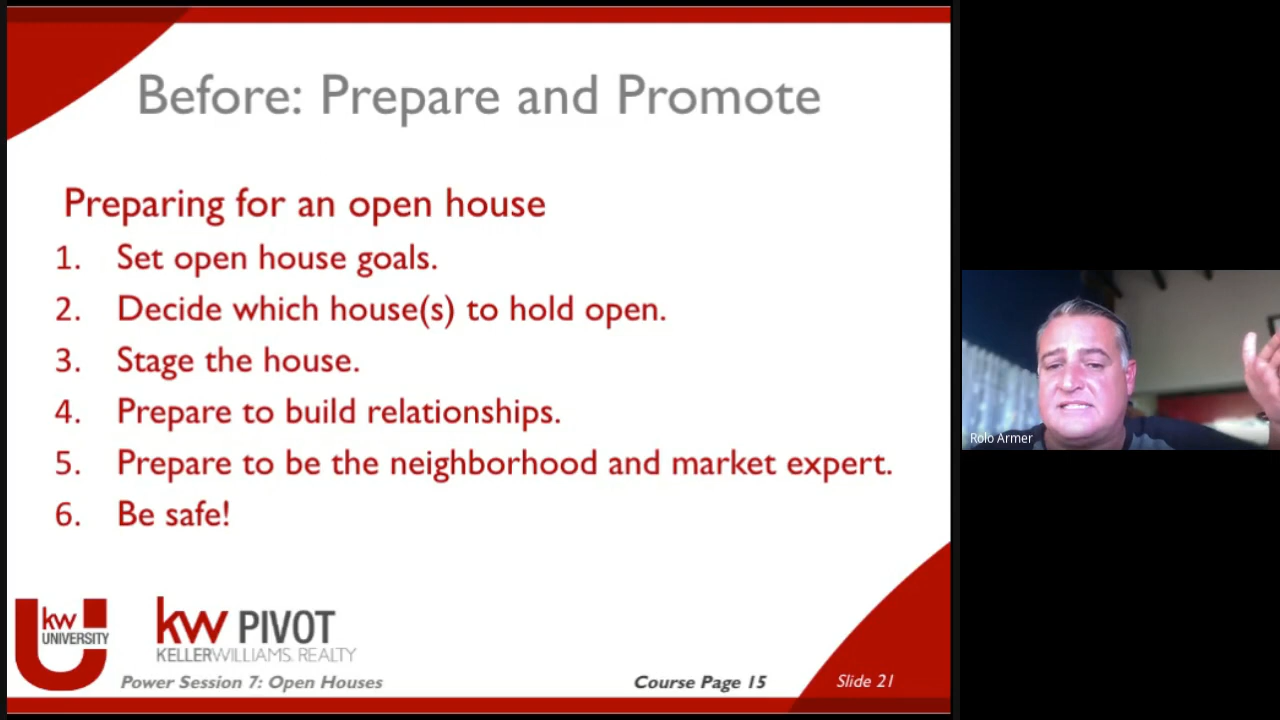 Before: Prepare and Promote
Preparing for an open house
1. Set open house goals.
2. Decide which house(s) to hold open.
3. Stage the house.
4. Prepare to build relationships.
5. Prepare to be the neighborhood and market expert.
6. Be safe!
kw
UNIVERSITY
kw PIVOT
KELLERWILLIAMS. REALTY
Power Session 7: Open Houses
Course Page 15
Slide 21
Rolo Armer